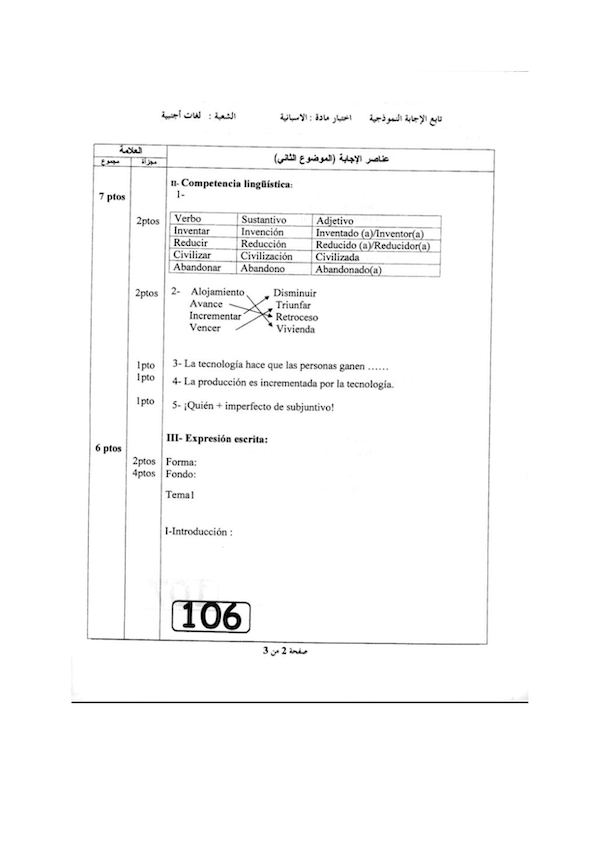 تابع الإجابة النموذجية اختبار مادة : الاسبانية الشعبة : لغات أجنبية
العلامة
عناصر الإجابة (الموضوع الثاني)
مجزأة مجموع
II- Competencia lingüística:
7 ptos
1-
2ptos
Verbo Sustantivo Adjetivo
Inventar Invención Inventado (a)/Inventor(a)
Reducir Reducción Reducido (a)/Reducidor(a)
Civilizar Civilización Civilizada
Abandonar Abandono Abandonado(a)
2ptos 2- Alojamiento Disminuir
Avance Triunfar
Incrementar Retroceso
Vencer Vivienda
1pto 3- La tecnología hace que las personas ganen ……
1pto 4- La producción es incrementada por la tecnología.
1pto 5- ¡Quién + imperfecto de subjuntivo!
III- Expresión escrita:
6 ptos
2ptos Forma:
4ptos Fondo:
Tema1
I-Introducción :
106
صفحة 2 من 3